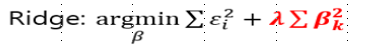 Ridge: argmin Σ εᵢ² + λ Σ βₖ²
β